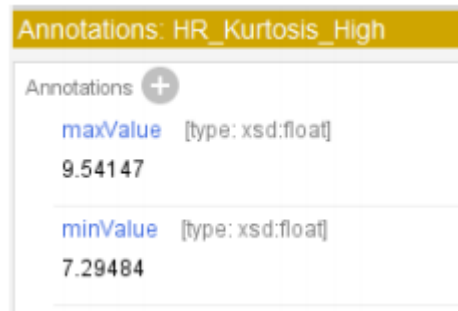 Annotations: HR_Kurtosis_High
Annotations
maxValue [type: xsd:float]
9.54147
minValue [type: xsd:float]
7.29484